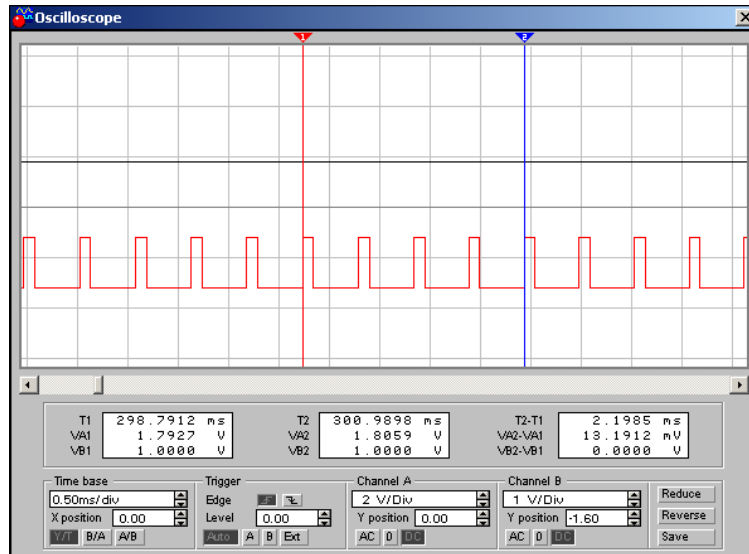 Oscilloscope
1 2
T1 298.7912 ms T2 300.9898 ms T2-T1 2.1985 ms
VA1 1.7927 V VA2 1.8059 V VA2-VA1 13.1912 mV
VB1 1.0000 V VB2 1.0000 V VB2-VB1 0.0000 V
Time base Trigger Channel A Channel B
0.50ms/div Edge 2 V/Div 1 V/Div Reduce
X position 0.00 Level 0.00 Y position 0.00 Y position -1.60 Reverse
Y/T B/A A/B Auto A B Ext AC 0 DC AC 0 DC Save